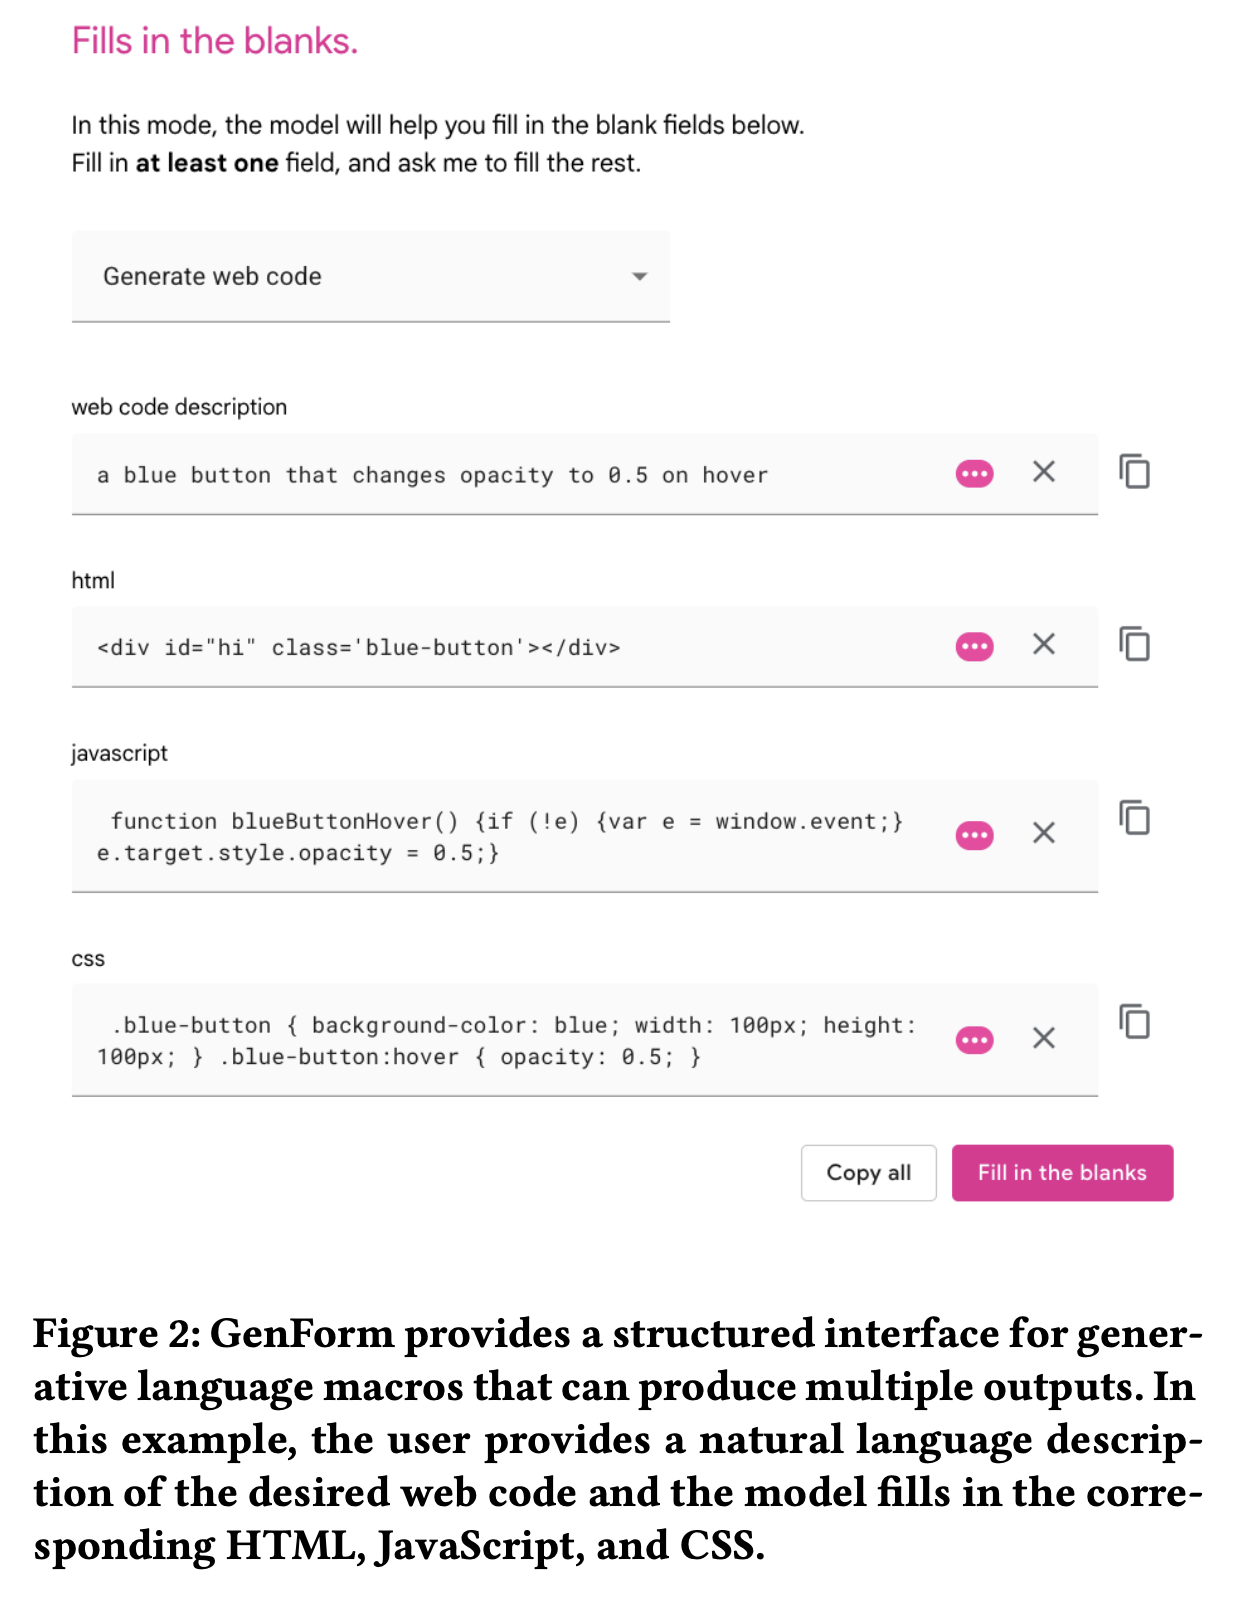 Fills in the blanks.
In this mode, the model will help you fill in the blank fields below.
Fill in at least one field, and ask me to fill the rest.
Generate web code
web code description
a blue button that changes opacity to 0.5 on hover
html
<div id="hi" class='blue-button'></div>
javascript
function blueButtonHover() {if (!e) {var e = window.event;}
e.target.style.opacity = 0.5;}
css
.blue-button { background-color: blue; width: 100px; height:
100px; } .blue-button:hover { opacity: 0.5; }
Copy all
Fill in the blanks
Figure 2: GenForm provides a structured interface for gener-
ative language macros that can produce multiple outputs. In
this example, the user provides a natural language descrip-
tion of the desired web code and the model fills in the corre-
sponding HTML, JavaScript, and CSS.